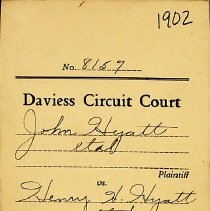 1902
No. 8157
Daviess Circuit Court
John Hyatt
etal
Plaintiff
vs.
Henry H. Hyatt